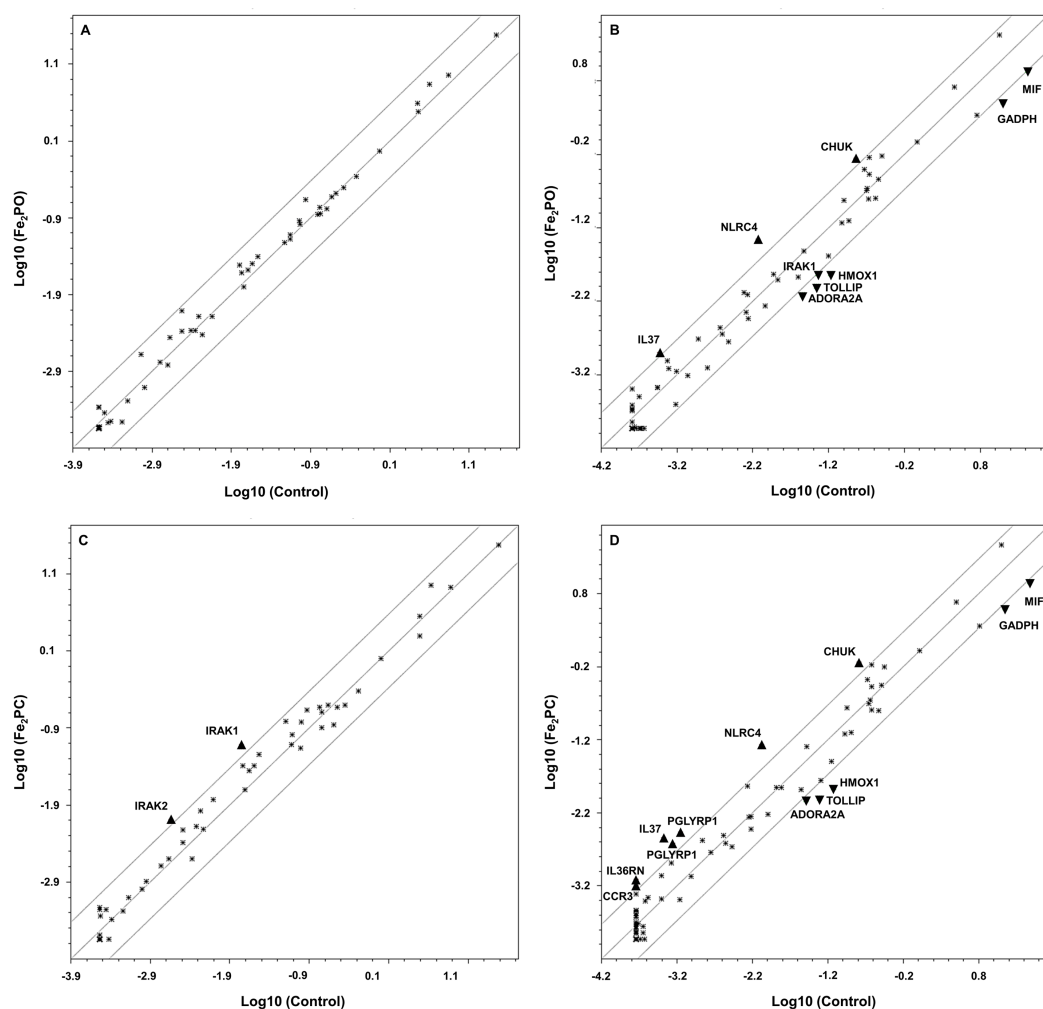 A
1.1
0.1
-0.9
-1.9
-2.9
-3.9 -2.9 -1.9 -0.9 0.1 1.1
Log10 (Fe₂PO)
Log10 (Control)
B
0.8
-0.2
-1.2
-2.2
-3.2
-4.2 -3.2 -2.2 -1.2 -0.2 0.8
Log10 (Fe₂PO)
Log10 (Control)
MIF
GADPH
CHUK
NLRC4
IRAK1
HMOX1
TOLLIP
ADORA2A
IL37
C
1.1
0.1
-0.9
-1.9
-2.9
-3.9 -2.9 -1.9 -0.9 0.1 1.1
Log10 (Fe₂PC)
Log10 (Control)
IRAK1
IRAK2
D
0.8
-0.2
-1.2
-2.2
-3.2
-4.2 -3.2 -2.2 -1.2 -0.2 0.8
Log10 (Fe₂PC)
Log10 (Control)
MIF
GADPH
CHUK
NLRC4
HMOX1
TOLLIP
ADORA2A
PGLYRP1
IL37
PGLYRP1
IL36RN
CCR3